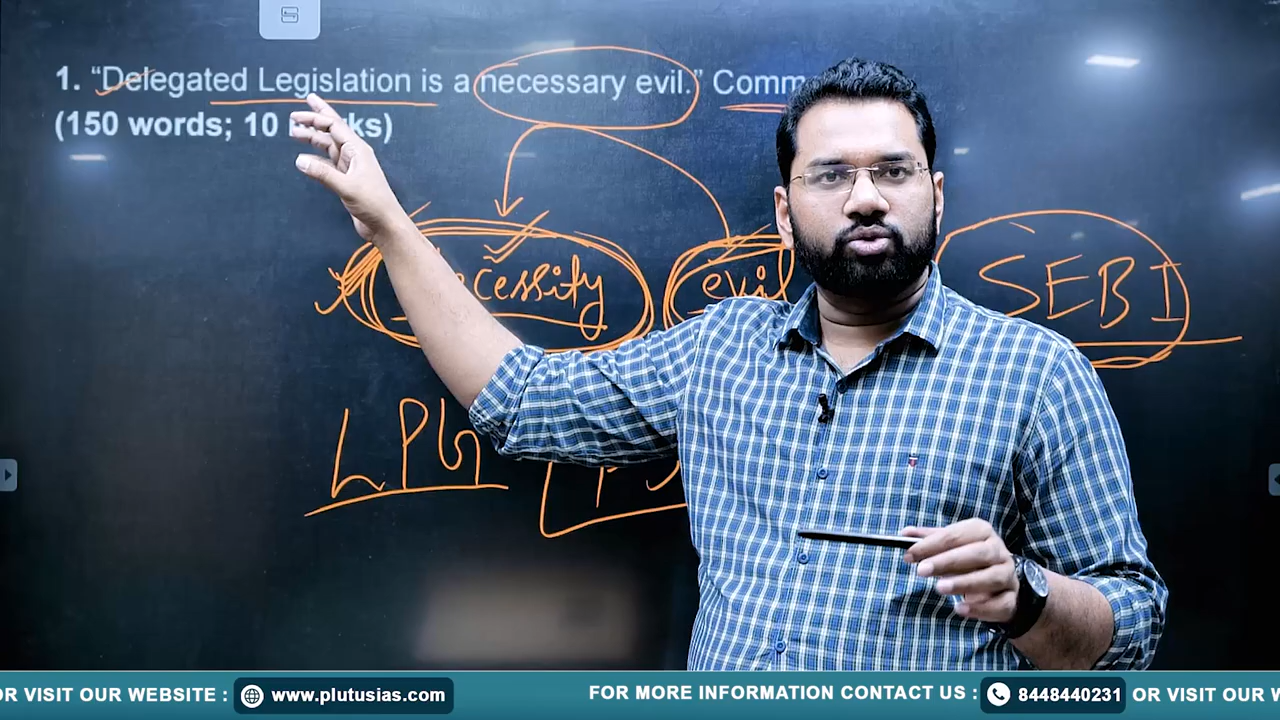 1. “Delegated Legislation is a necessary evil.” Comm
(150 words; 10 ks)
evil
SEBI
LPG
OR VISIT OUR WEBSITE : www.plutusias.com FOR MORE INFORMATION CONTACT US : 8448440231 OR VISIT OUR W